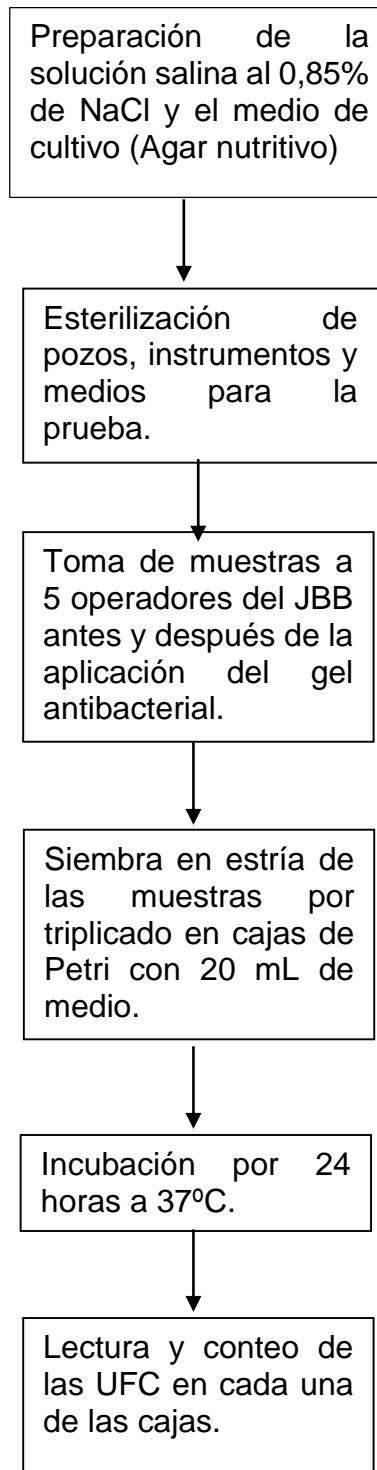 Preparación de la
solución salina al 0,85%
de NaCl y el medio de
cultivo (Agar nutritivo)
Esterilización de
pozos, instrumentos y
medios para la
prueba.
Toma de muestras a
5 operadores del JBB
antes y después de la
aplicación del gel
antibacterial.
Siembra en estría de
las muestras por
triplicado en cajas de
Petri con 20 mL de
medio.
Incubación por 24
horas a 37ºC.
Lectura y conteo de
las UFC en cada una
de las cajas.